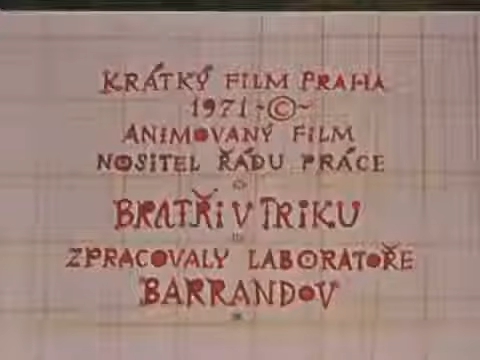 KRÁTKÝ FILM PRAHA
1971 ~©~
ANIMOVANÝ FILM
NOSITEL ŘÁDU PRÁCE
BRATŘI V TRIKU
ZPRACOVALY LABORATOŘE
BARRANDOV